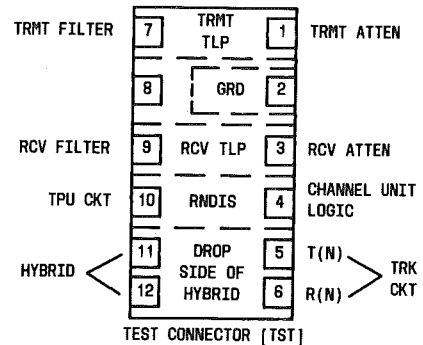 TRMT FILTER 7 TRMT TLP 1 TRMT ATTEN
8 GRD 2
RCV FILTER 9 RCV TLP 3 RCV ATTEN
TPU CKT 10 RNDIS 4 CHANNEL UNIT LOGIC
HYBRID
11 DROP SIDE OF HYBRID 5 T(N)
12 6 R(N)
TRK CKT
TEST CONNECTOR [TST]